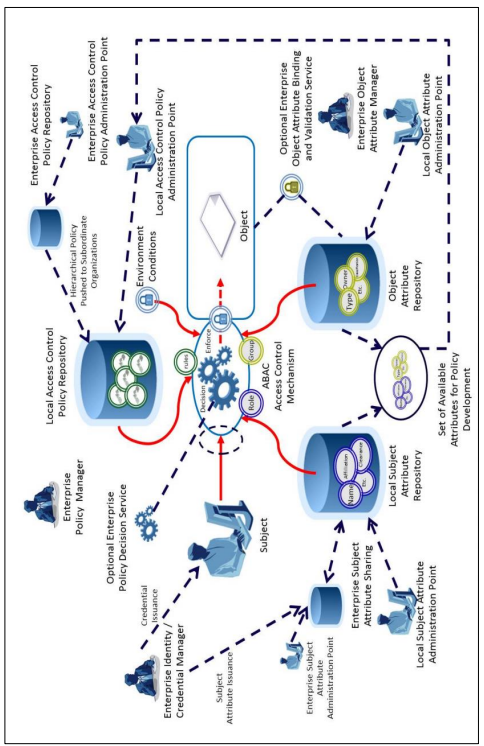 Enterprise Access Control
Policy Repository
Enterprise Access Control
Policy Administration Point
Local Access Control Policy
Administration Point
Hierarchical Policy
Pushed to Subordinate
Organizations
Local Access Control
Policy Repository
Enterprise
Policy Manager
Environment
Conditions
rules
Optional Enterprise
Policy Decision Service
Decision
Enforce
Object
Role
Group
ABAC
Access Control
Mechanism
Subject
Credential
Issuance
Enterprise Identity /
Credential Manager
Subject
Attribute Issuance
Enterprise Subject
Attribute
Administration Point
Enterprise Subject
Attribute Sharing
Local Subject Attribute
Administration Point
Name
Affiliation
Clearance
Etc.
Local Subject
Attribute
Repository
Set of Available
Attributes for Policy
Development
Type
Owner
Etc.
Object
Attribute
Repository
Optional Enterprise
Object Attribute Binding
and Validation Service
Enterprise Object
Attribute Manager
Local Object Attribute
Administration Point